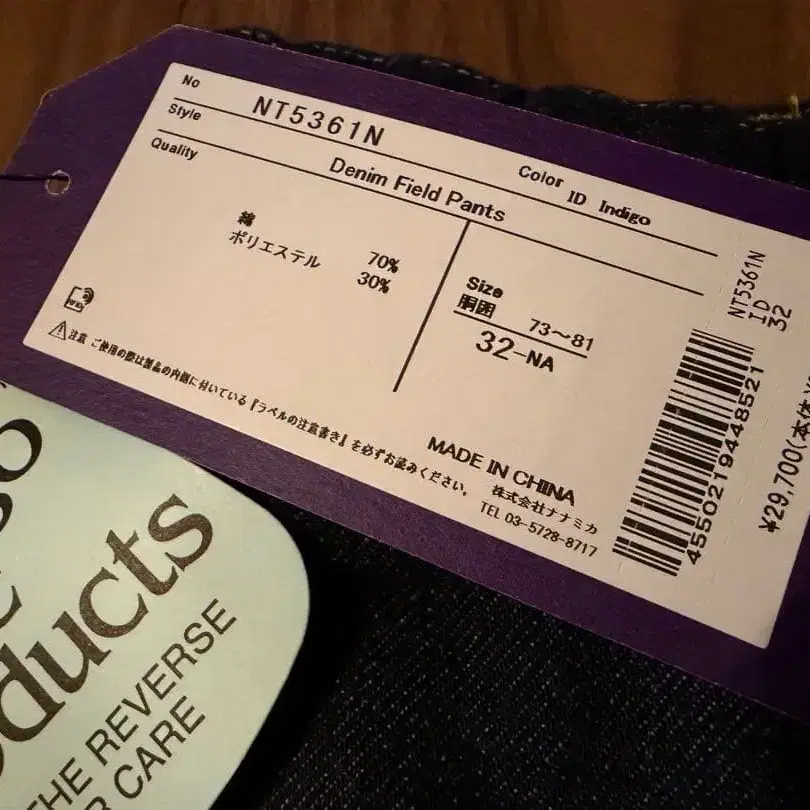 No NT5361N
Style Denim Field Pants
Color ID Indigo
Quality
綿 70%
ポリエステル 30%
Size
胴囲 73〜81
32-NA
⚠注意 ご使用の際は製品の内側に付いている『ラベルの注意書き』を必ずお読みください。
MADE IN CHINA
株式会社ナナミカ
TEL 03-5728-8717
NT5361N
ID
32
4550219448521
¥29,700(本体
ducts
THE REVERSE
CARE